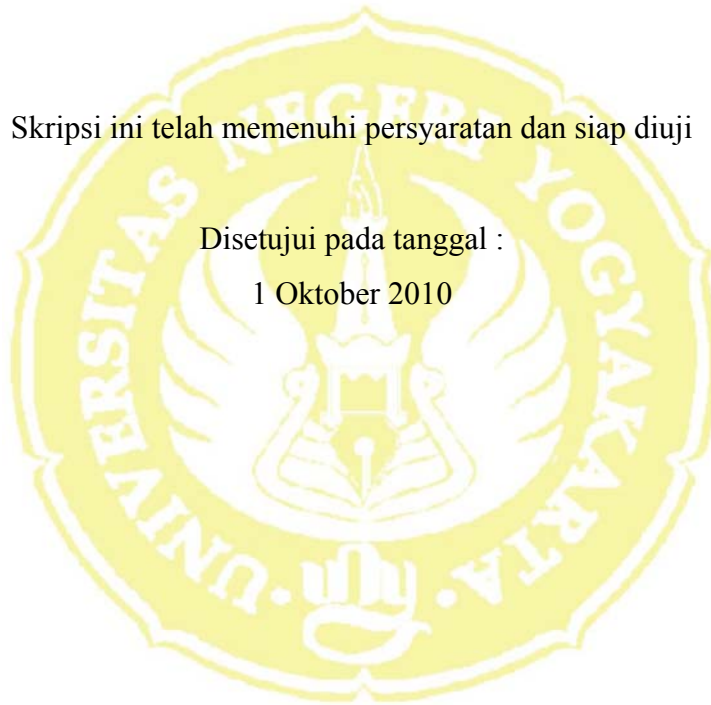 Skripsi ini telah memenuhi persyaratan dan siap diuji
Disetujui pada tanggal :
1 Oktober 2010
UNIVERSITAS NEGERI YOGYAKARTA
uny